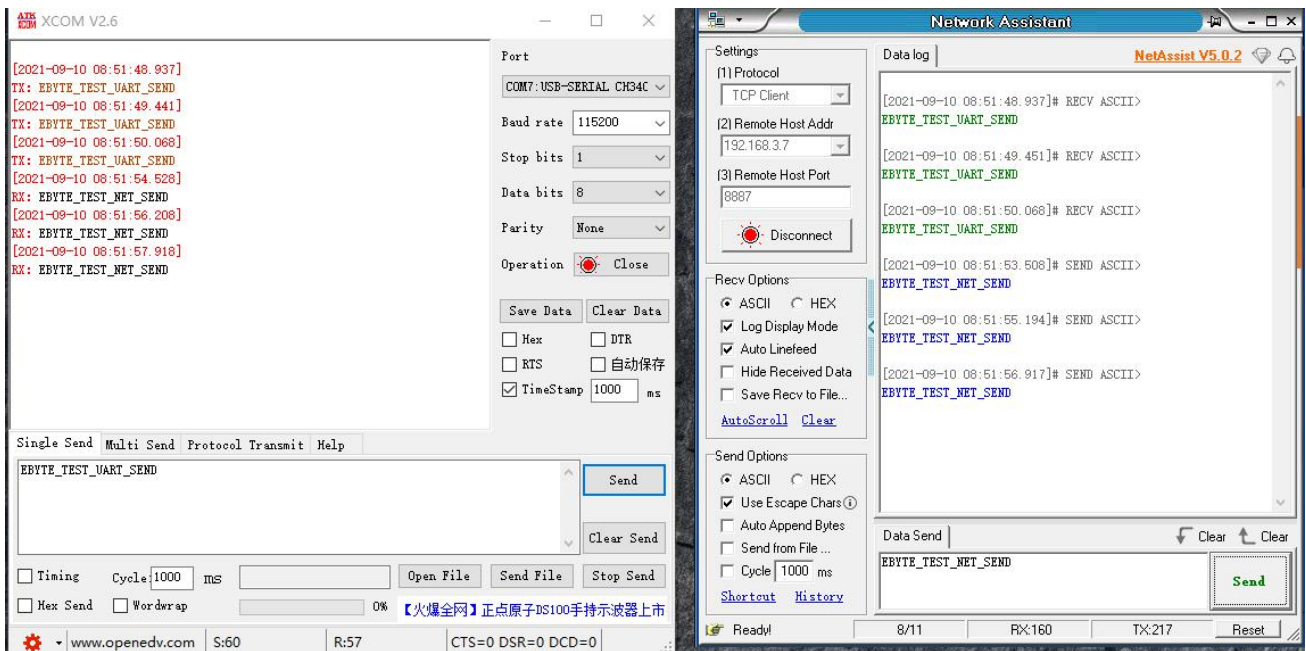 ATK XCOM XCOM V2.6
[2021-09-10 08:51:48.937]
TX: EBYTE_TEST_UART_SEND
[2021-09-10 08:51:49.441]
TX: EBYTE_TEST_UART_SEND
[2021-09-10 08:51:50.068]
TX: EBYTE_TEST_UART_SEND
[2021-09-10 08:51:54.528]
RX: EBYTE_TEST_NET_SEND
[2021-09-10 08:51:56.208]
RX: EBYTE_TEST_NET_SEND
[2021-09-10 08:51:57.918]
RX: EBYTE_TEST_NET_SEND
Port
COM7:USB-SERIAL CH34C
Baud rate 115200
Stop bits 1
Data bits 8
Parity None
Operation Close
Save Data Clear Data
Hex DTR
RTS 自动保存
TimeStamp 1000 ms
Single Send Multi Send Protocol Transmit Help
EBYTE_TEST_UART_SEND
Send
Clear Send
Timing Cycle: 1000 ms Open File Send File Stop Send
Hex Send Wordwrap 0% 【火爆全网】正点原子DS100手持示波器上市
www.openedv.com S:60 R:57 CTS=0 DSR=0 DCD=0
Network Assistant
Settings
(1) Protocol
TCP Client
(2) Remote Host Addr
192.168.3.7
(3) Remote Host Port
8887
Disconnect
Recv Options
ASCII HEX
Log Display Mode
Auto Linefeed
Hide Received Data
Save Recv to File...
AutoScroll Clear
Send Options
ASCII HEX
Use Escape Chars
Auto Append Bytes
Send from File ...
Cycle 1000 ms
Shortcut History
Data log NetAssist V5.0.2
[2021-09-10 08:51:48.937]# RECV ASCII>
EBYTE_TEST_UART_SEND
[2021-09-10 08:51:49.451]# RECV ASCII>
EBYTE_TEST_UART_SEND
[2021-09-10 08:51:50.068]# RECV ASCII>
EBYTE_TEST_UART_SEND
[2021-09-10 08:51:53.508]# SEND ASCII>
EBYTE_TEST_NET_SEND
[2021-09-10 08:51:55.194]# SEND ASCII>
EBYTE_TEST_NET_SEND
[2021-09-10 08:51:56.917]# SEND ASCII>
EBYTE_TEST_NET_SEND
Data Send Clear Clear
EBYTE_TEST_NET_SEND
Send
Ready! 8/11 RX:160 TX:217 Reset